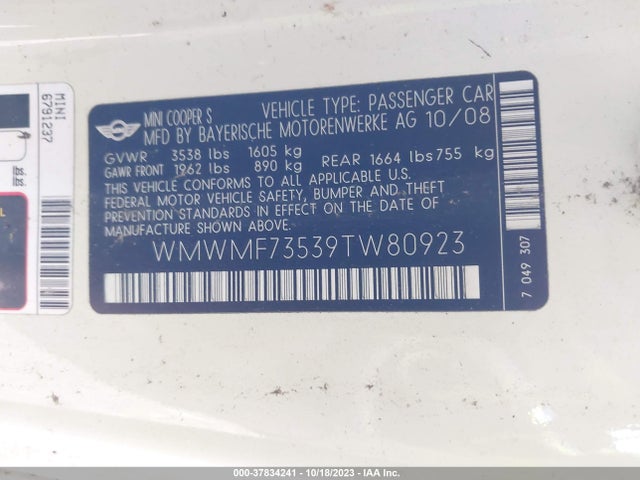 MINI
6791237
lbs.
lbs.
MINI COOPER S VEHICLE TYPE: PASSENGER CAR
MFD BY BAYERISCHE MOTORENWERKE AG 10/08
GVWR 3538 lbs 1605 kg
GAWR FRONT 1962 lbs 890 kg REAR 1664 lbs 755 kg
THIS VEHICLE CONFORMS TO ALL APPLICABLE U.S.
FEDERAL MOTOR VEHICLE SAFETY, BUMPER AND THEFT
PREVENTION STANDARDS IN EFFECT ON THE DATE OF
MANUFACTURE SHOWN ABOVE.
WMWMF73539TW80923
7 049 307
000-37834241 - 10/18/2023 - IAA Inc.